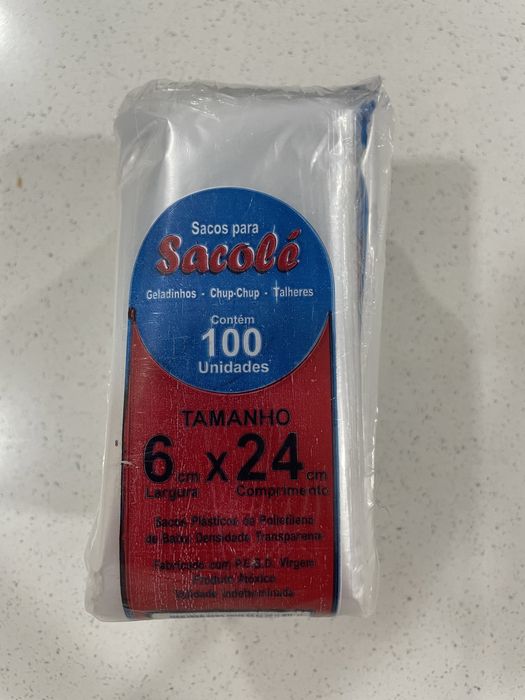 Sacos para
Sacolé
Geladinhos - Chup-Chup - Talheres
Contém
100
Unidades
TAMANHO
6 cm x 24 cm
Largura Comprimento
Sacos Plásticos de Polietileno
de Baixa Densidade Transparente
Fabricado com P.E.B.D. Virgem
Produto Atóxico
Validade Indeterminada